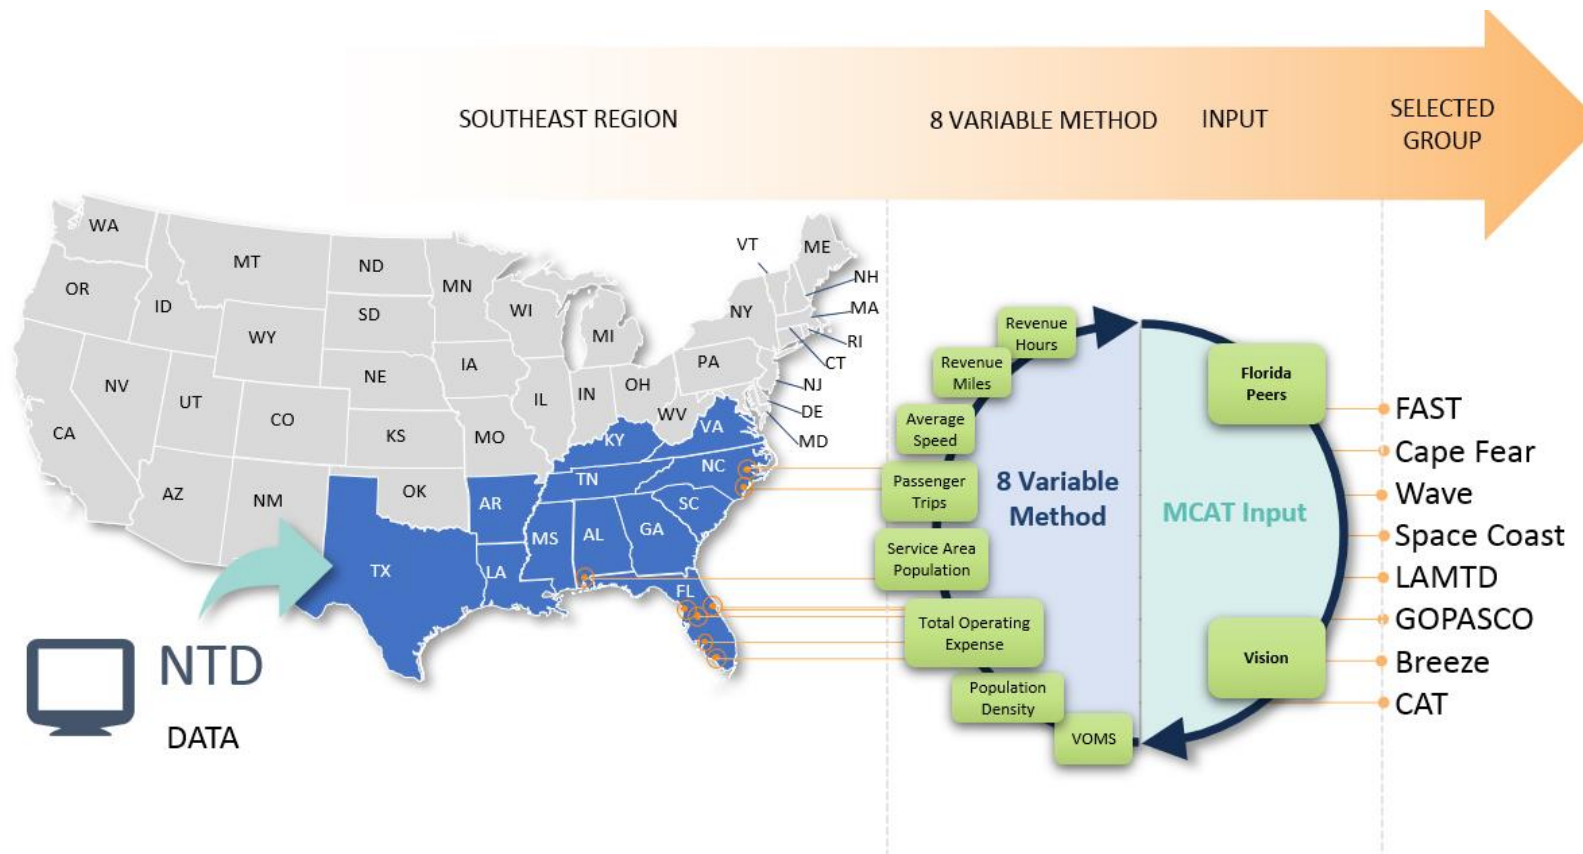 SOUTHEAST REGION
8 VARIABLE METHOD
INPUT
SELECTED
GROUP
WA
OR
CA
ID
NV
MT
WY
UT
AZ
CO
NM
ND
SD
NE
KS
OK
TX
MN
IA
MO
AR
LA
WI
IL
MI
IN
OH
KY
TN
MS
AL
GA
FL
SC
NC
VA
WV
PA
NY
VT
ME
NH
MA
RI
CT
NJ
DE
MD
NTD
DATA
Revenue
Hours
Revenue
Miles
Average
Speed
Passenger
Trips
Service Area
Population
Total Operating
Expense
Population
Density
VOMS
8 Variable
Method
MCAT Input
Florida
Peers
Vision
FAST
Cape Fear
Wave
Space Coast
LAMTD
GOPASCO
Breeze
CAT